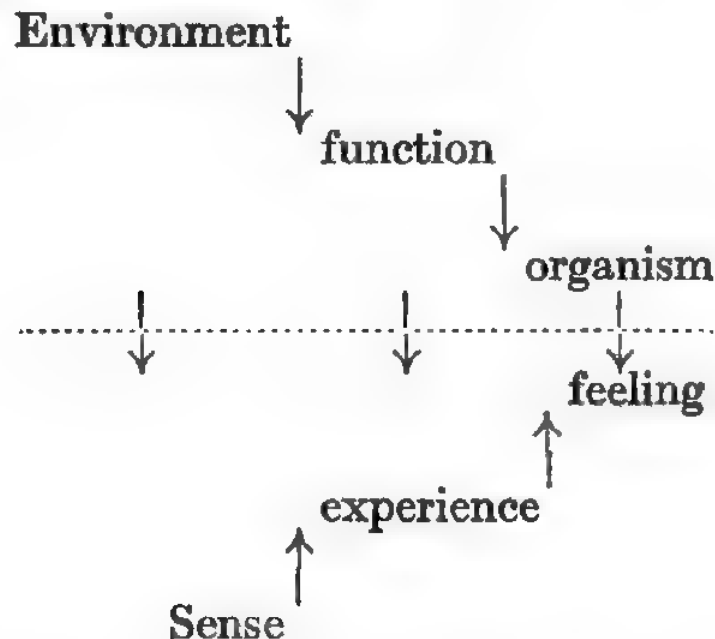 Environment
function
organism
feeling
experience
Sense